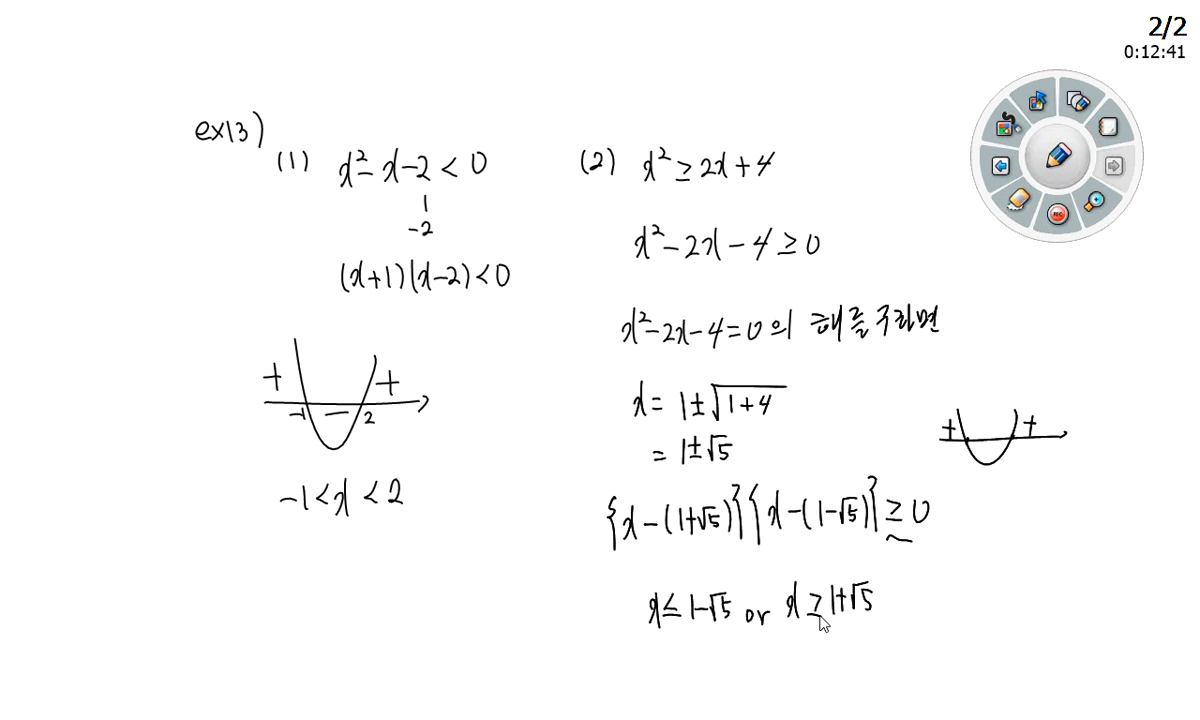 2/2
0:12:41
ex13)
(1) x²-x-2<0
1
-2
(x+1)(x-2)<0
+ - +
-1 2
-1<x<2
(2) x²≥2x+4
x²-2x-4≥0
x²-2x-4=0의 해를 구하면
x=1±√1+4
=1±√5
+ +
{x-(1+√5)}{x-(1-√5)}≥0
x≤1-√5 or x≥1+√5
REC